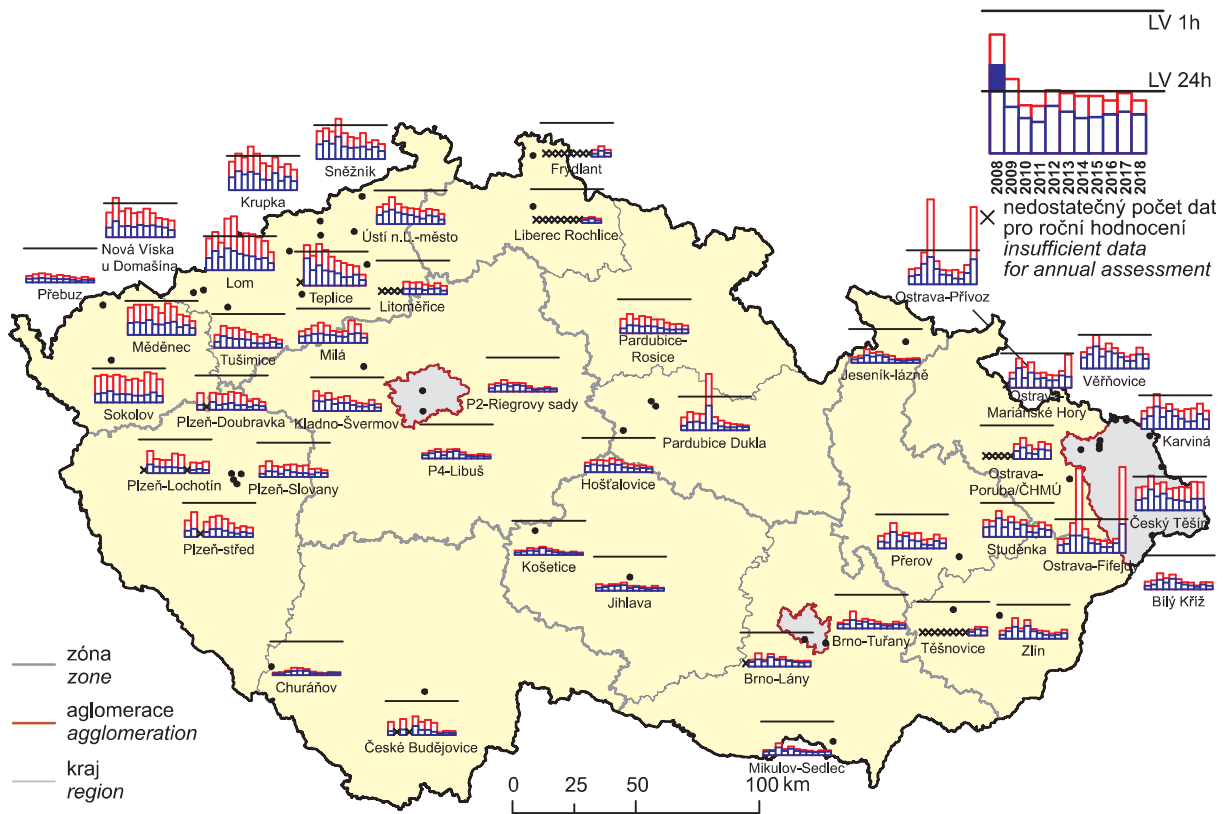 LV 1h
LV 24h
2008
2009
2010
2011
2012
2013
2014
2015
2016
2017
2018
nedostatečný počet dat
pro roční hodnocení
insufficient data
for annual assessment
Sněžník
Frýdlant
Krupka
Nová Víska
u Domašína
Ústí n.L.-město
Liberec Rochlice
Přebuz
Lom
Teplice
Litoměřice
Ostrava-Přívoz
Měděnec
Tušimice
Milá
Pardubice-
Rosice
Jeseník-lázně
Věřňovice
Sokolov
Plzeň-Doubravka
Kladno-Švermov
P2-Riegrovy sady
Pardubice Dukla
Ostrava-
Mariánské Hory
Karviná
Plzeň-Lochotín
Plzeň-Slovany
P4-Libuš
Hošťalovice
Ostrava-
Poruba/ČHMÚ
Český Těšín
Plzeň-střed
Košetice
Přerov
Studénka
Ostrava-Fifejdy
Jihlava
Bílý Kříž
Brno-Tuřany
Těšnovice
Zlín
Churáňov
Brno-Lány
České Budějovice
Mikulov-Sedlec
zóna
zone
aglomerace
agglomeration
kraj
region
0 25 50 100 km